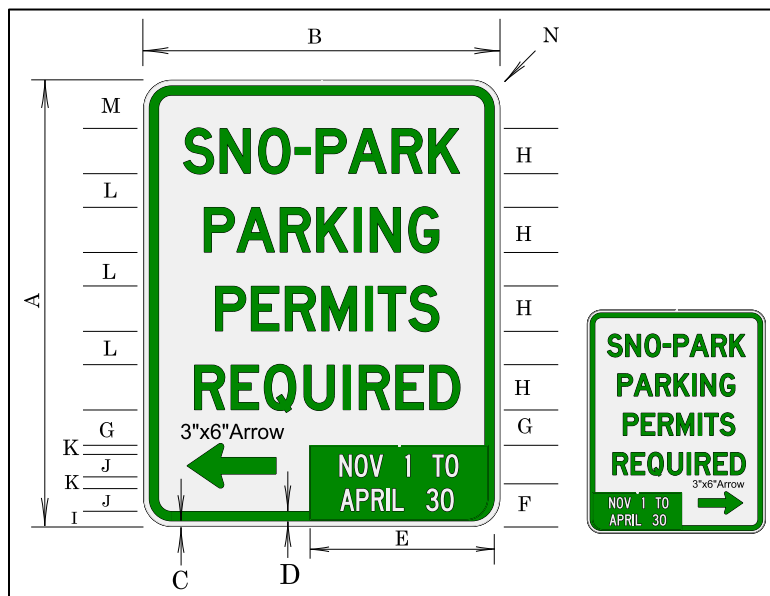 B
N
M
SNO-PARK
H
L
PARKING
H
A
L
PERMITS
H
L
REQUIRED
H
G
G
3"x6"Arrow
K
J
K
J
I
NOV 1 TO
APRIL 30
F
E
C
D
SNO-PARK
PARKING
PERMITS
REQUIRED
3"x6"Arrow
NOV 1 TO
APRIL 30